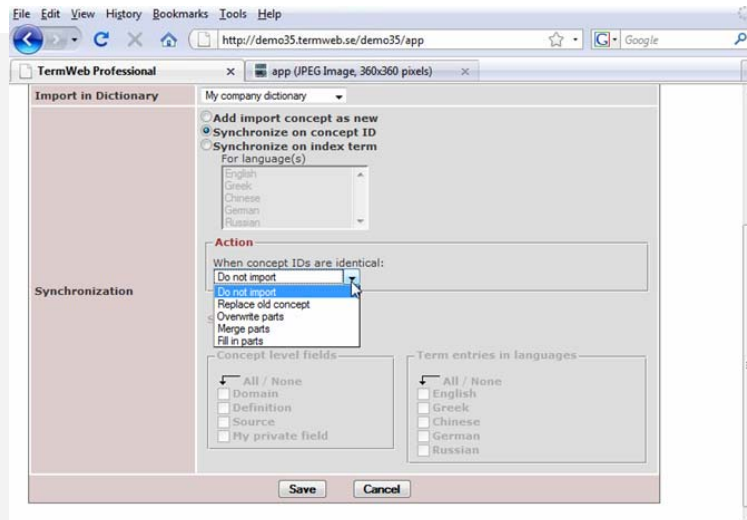 File Edit View History Bookmarks Tools Help
http://demo35.termweb.se/demo35/app
G Google
TermWeb Professional
app (JPEG Image, 360x360 pixels)
Import in Dictionary
My company dictionary
Add import concept as new
Synchronize on concept ID
Synchronize on index term
For language(s)
English
Greek
Chinese
German
Russian
Action
When concept IDs are identical:
Do not import
Synchronization
Do not import
Replace old concept
Overwrite parts
Merge parts
Fill in parts
Concept level fields
All / None
Domain
Definition
Source
My private field
Term entries in languages
All / None
English
Greek
Chinese
German
Russian
Save
Cancel